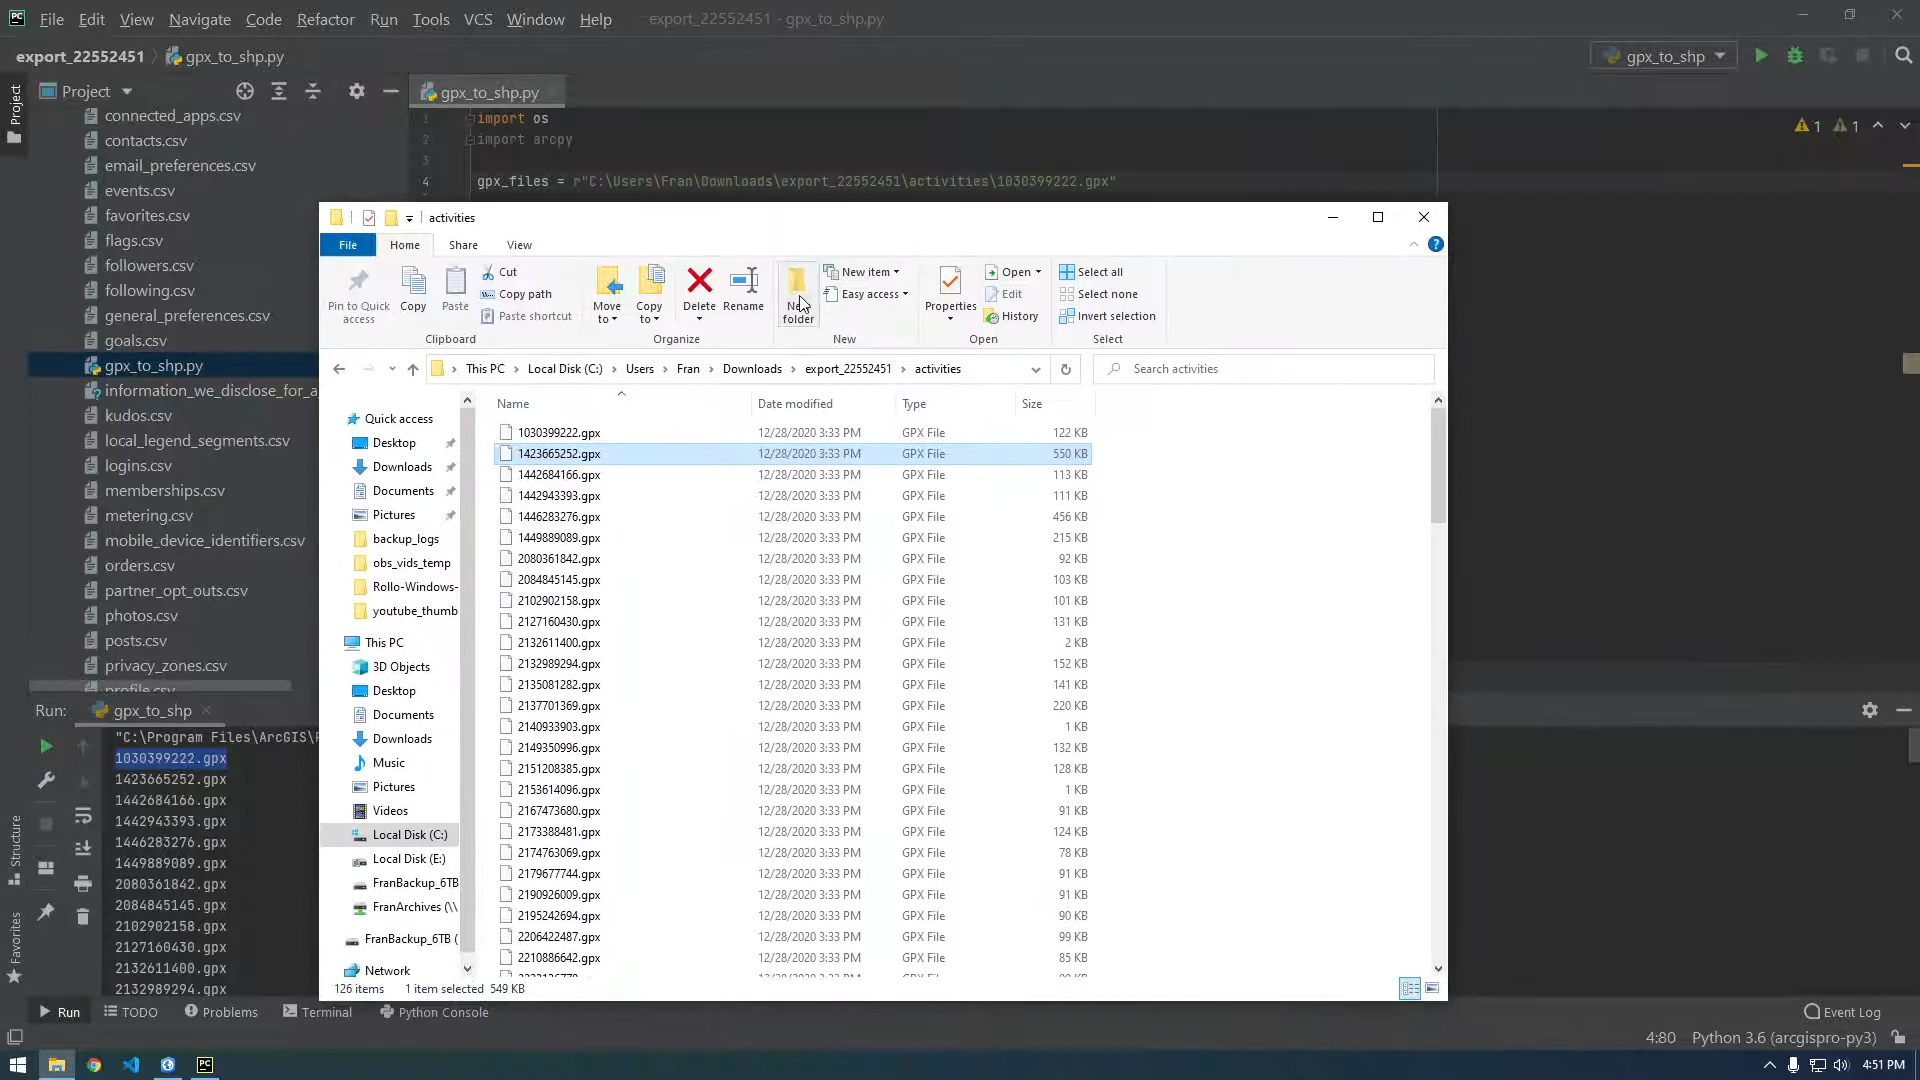 File Edit View Navigate Code Refactor Run Tools VCS Window Help export_22552451 - gpx_to_shp.py
export_22552451 gpx_to_shp.py
gpx_to_shp
Project
Project
gpx_to_shp.py
connected_apps.csv
contacts.csv
email_preferences.csv
events.csv
favorites.csv
flags.csv
followers.csv
following.csv
general_preferences.csv
goals.csv
gpx_to_shp.py
information_we_disclose_for_a
kudos.csv
local_legend_segments.csv
logins.csv
memberships.csv
metering.csv
mobile_device_identifiers.csv
orders.csv
partner_opt_outs.csv
photos.csv
posts.csv
privacy_zones.csv
profile.csv
1 import os
2 import arcpy
3
4 gpx_files = r"C:\Users\Fran\Downloads\export_22552451\activities\1030399222.gpx"
1 1
activities
File Home Share View
Pin to Quick access
Copy
Paste
Cut
Copy path
Paste shortcut
Clipboard
Move to
Copy to
Delete
Rename
Organize
New folder
New item
Easy access
New
Properties
Open
Edit
History
Open
Select all
Select none
Invert selection
Select
This PC Local Disk (C:) Users Fran Downloads export_22552451 activities
Search activities
Quick access
Desktop
Downloads
Documents
Pictures
backup_logs
obs_vids_temp
Rollo-Windows-
youtube_thumb
This PC
3D Objects
Desktop
Documents
Downloads
Music
Pictures
Videos
Local Disk (C:)
Local Disk (E:)
FranBackup_6TB
FranArchives (\\
FranBackup_6TB (
Network
Name Date modified Type Size
1030399222.gpx 12/28/2020 3:33 PM GPX File 122 KB
1423665252.gpx 12/28/2020 3:33 PM GPX File 550 KB
1442684166.gpx 12/28/2020 3:33 PM GPX File 113 KB
1442943393.gpx 12/28/2020 3:33 PM GPX File 111 KB
1446283276.gpx 12/28/2020 3:33 PM GPX File 456 KB
1449889089.gpx 12/28/2020 3:33 PM GPX File 215 KB
2080361842.gpx 12/28/2020 3:33 PM GPX File 92 KB
2084845145.gpx 12/28/2020 3:33 PM GPX File 103 KB
2102902158.gpx 12/28/2020 3:33 PM GPX File 101 KB
2127160430.gpx 12/28/2020 3:33 PM GPX File 131 KB
2132611400.gpx 12/28/2020 3:33 PM GPX File 2 KB
2132989294.gpx 12/28/2020 3:33 PM GPX File 152 KB
2135081282.gpx 12/28/2020 3:33 PM GPX File 141 KB
2137701369.gpx 12/28/2020 3:33 PM GPX File 220 KB
2140933903.gpx 12/28/2020 3:33 PM GPX File 1 KB
2149350996.gpx 12/28/2020 3:33 PM GPX File 132 KB
2151208385.gpx 12/28/2020 3:33 PM GPX File 128 KB
2153614096.gpx 12/28/2020 3:33 PM GPX File 1 KB
2167473680.gpx 12/28/2020 3:33 PM GPX File 91 KB
2173388481.gpx 12/28/2020 3:33 PM GPX File 124 KB
2174763069.gpx 12/28/2020 3:33 PM GPX File 78 KB
2179677744.gpx 12/28/2020 3:33 PM GPX File 91 KB
2190926009.gpx 12/28/2020 3:33 PM GPX File 91 KB
2195242694.gpx 12/28/2020 3:33 PM GPX File 90 KB
2206422487.gpx 12/28/2020 3:33 PM GPX File 99 KB
2210886642.gpx 12/28/2020 3:33 PM GPX File 85 KB
126 items 1 item selected 549 KB
Run: gpx_to_shp
"C:\Program Files\ArcGIS\
1030399222.gpx
1423665252.gpx
1442684166.gpx
1442943393.gpx
1446283276.gpx
1449889089.gpx
2080361842.gpx
2084845145.gpx
2102902158.gpx
2127160430.gpx
2132611400.gpx
2132989294.gpx
Structure
Favorites
Run TODO Problems Terminal Python Console Event Log
4:80 Python 3.6 (arcgispro-py3)
4:51 PM